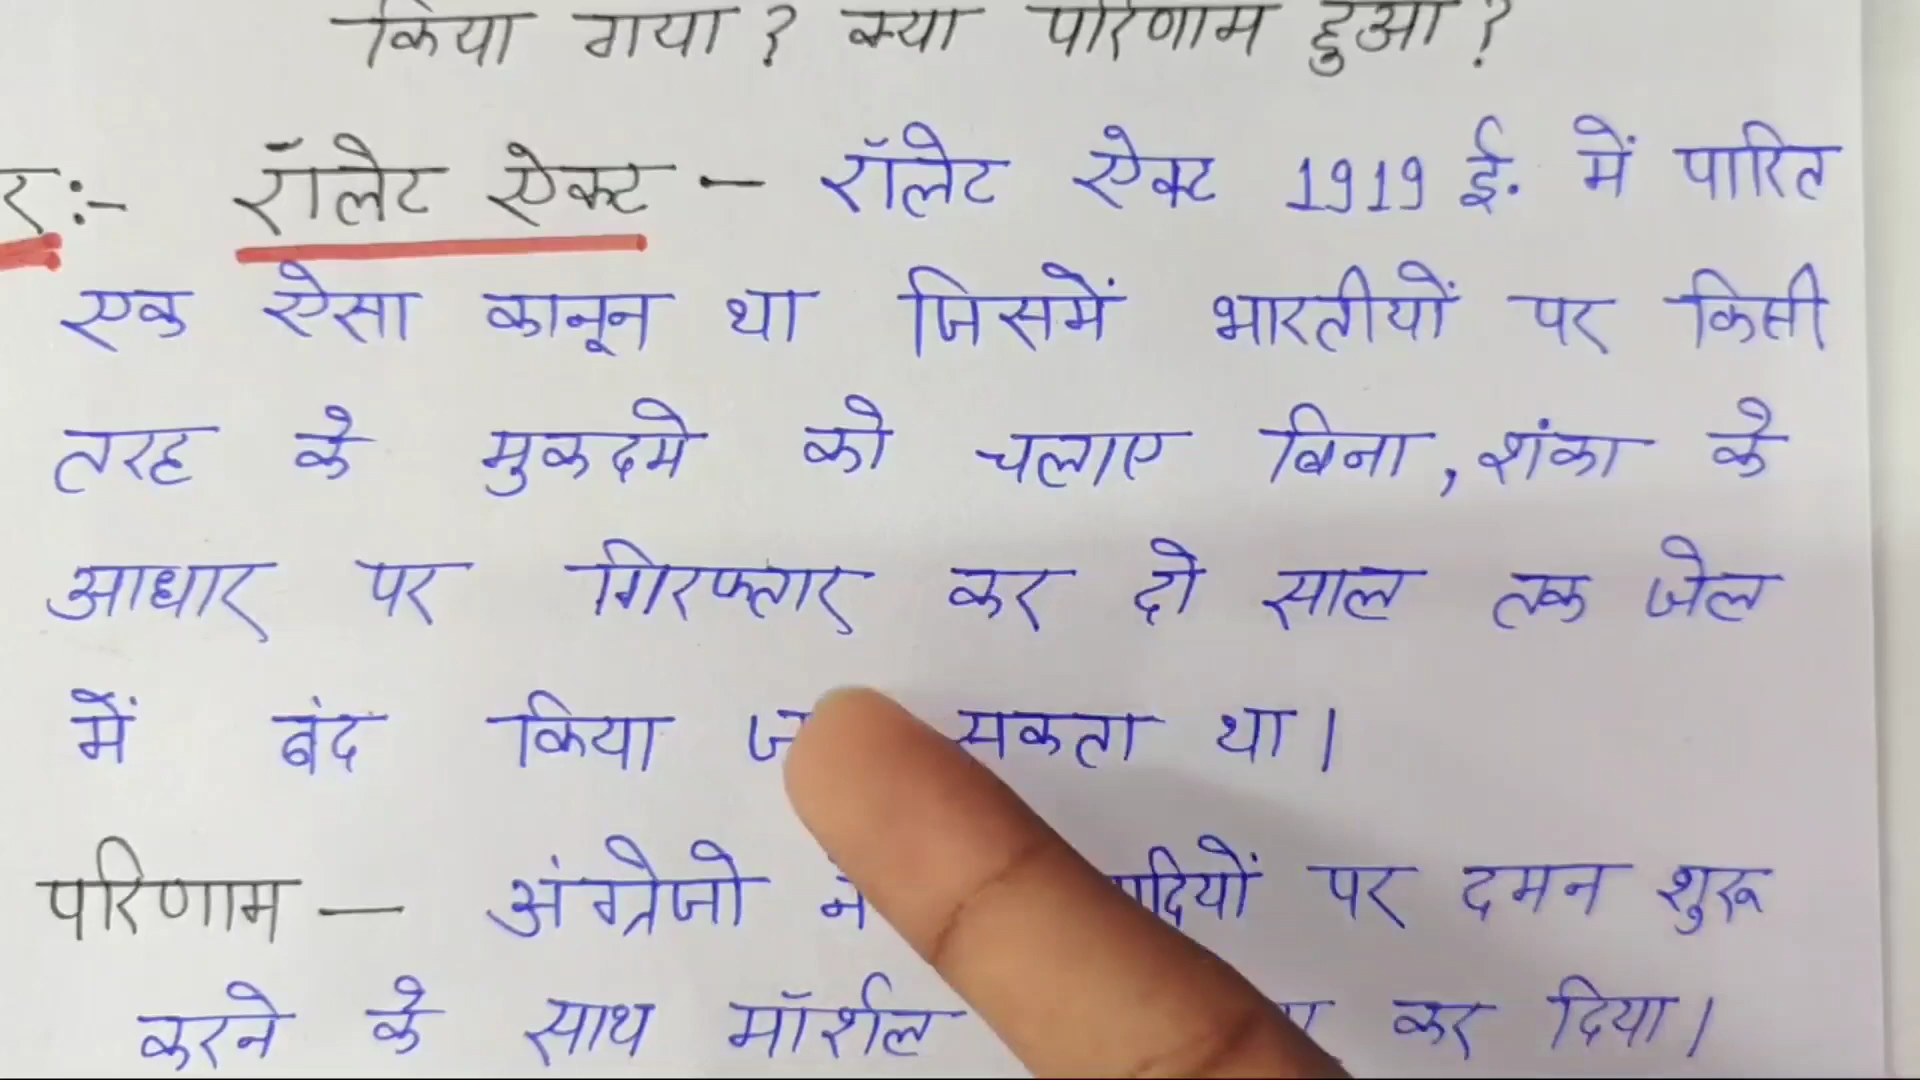 किया गया? क्या परिणाम हुआ?
रॉलेट ऐक्ट - रॉलेट ऐक्ट 1919 ई. में पारित
एक ऐसा कानून था जिसमें भारतीयों पर किसी
तरह के मुकदमे को चलाए बिना, शंका के
आधार पर गिरफ्तार कर दो साल तक जेल
में बंद किया सकता था।
परिणाम - अंग्रेजो ने पर दमन शुरू
करने के साथ मॉर्शल कर दिया।